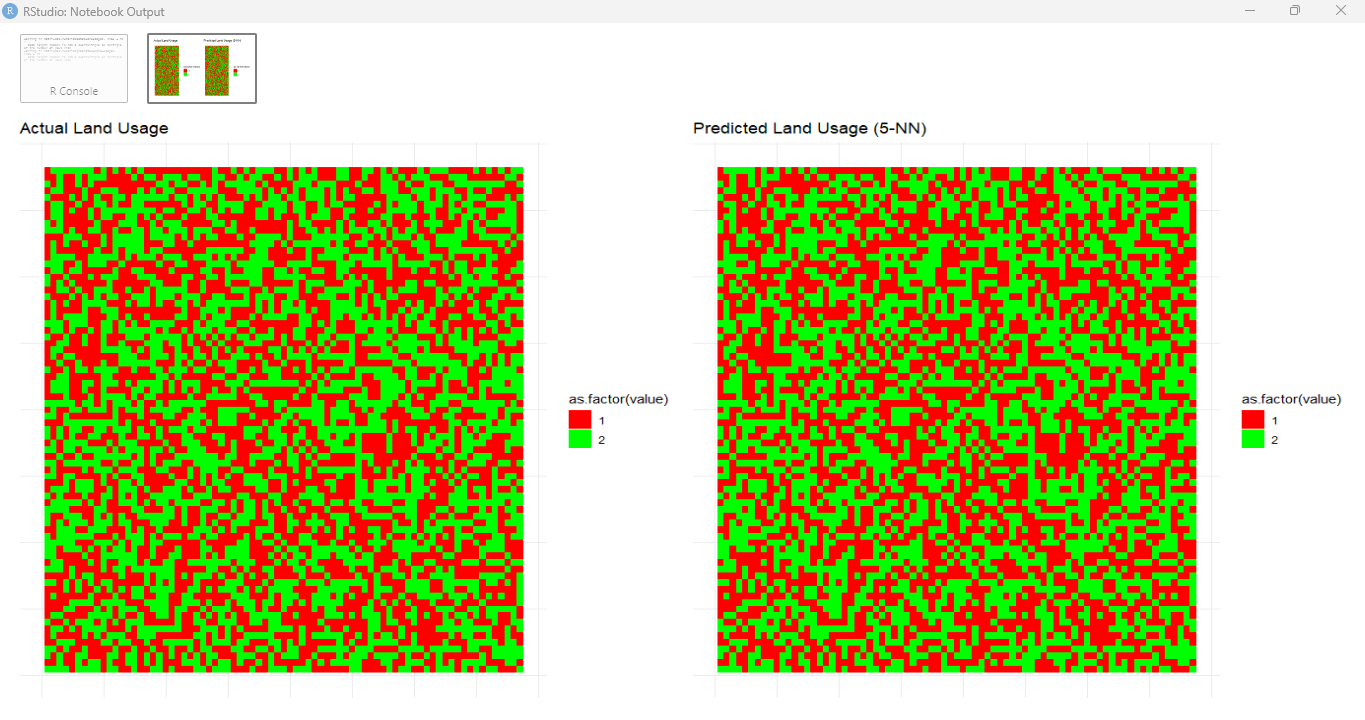 RStudio: Notebook Output
R Console
Actual Land Usage
Predicted Land Usage (5-NN)
as.factor(value)
1
2
as.factor(value)
1
2